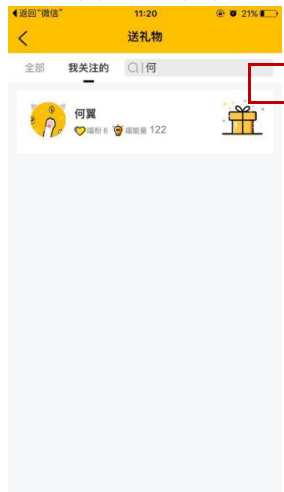 返回"微信" 11:20 21%
送礼物
全部 我关注的 何
何翼
喵粉 6 喵能量 122